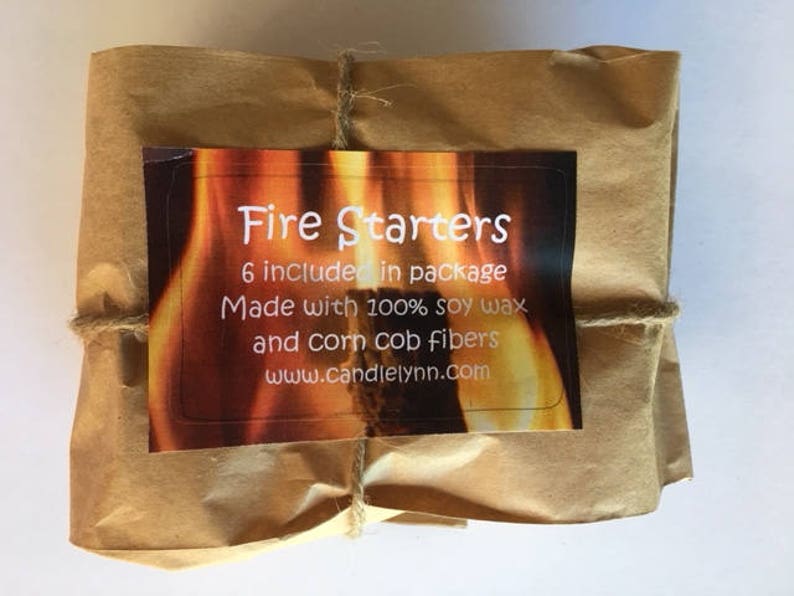 Fire Starters
6 included in package
Made with 100% soy wax
and corn cob fibers
www.candlelynn.com